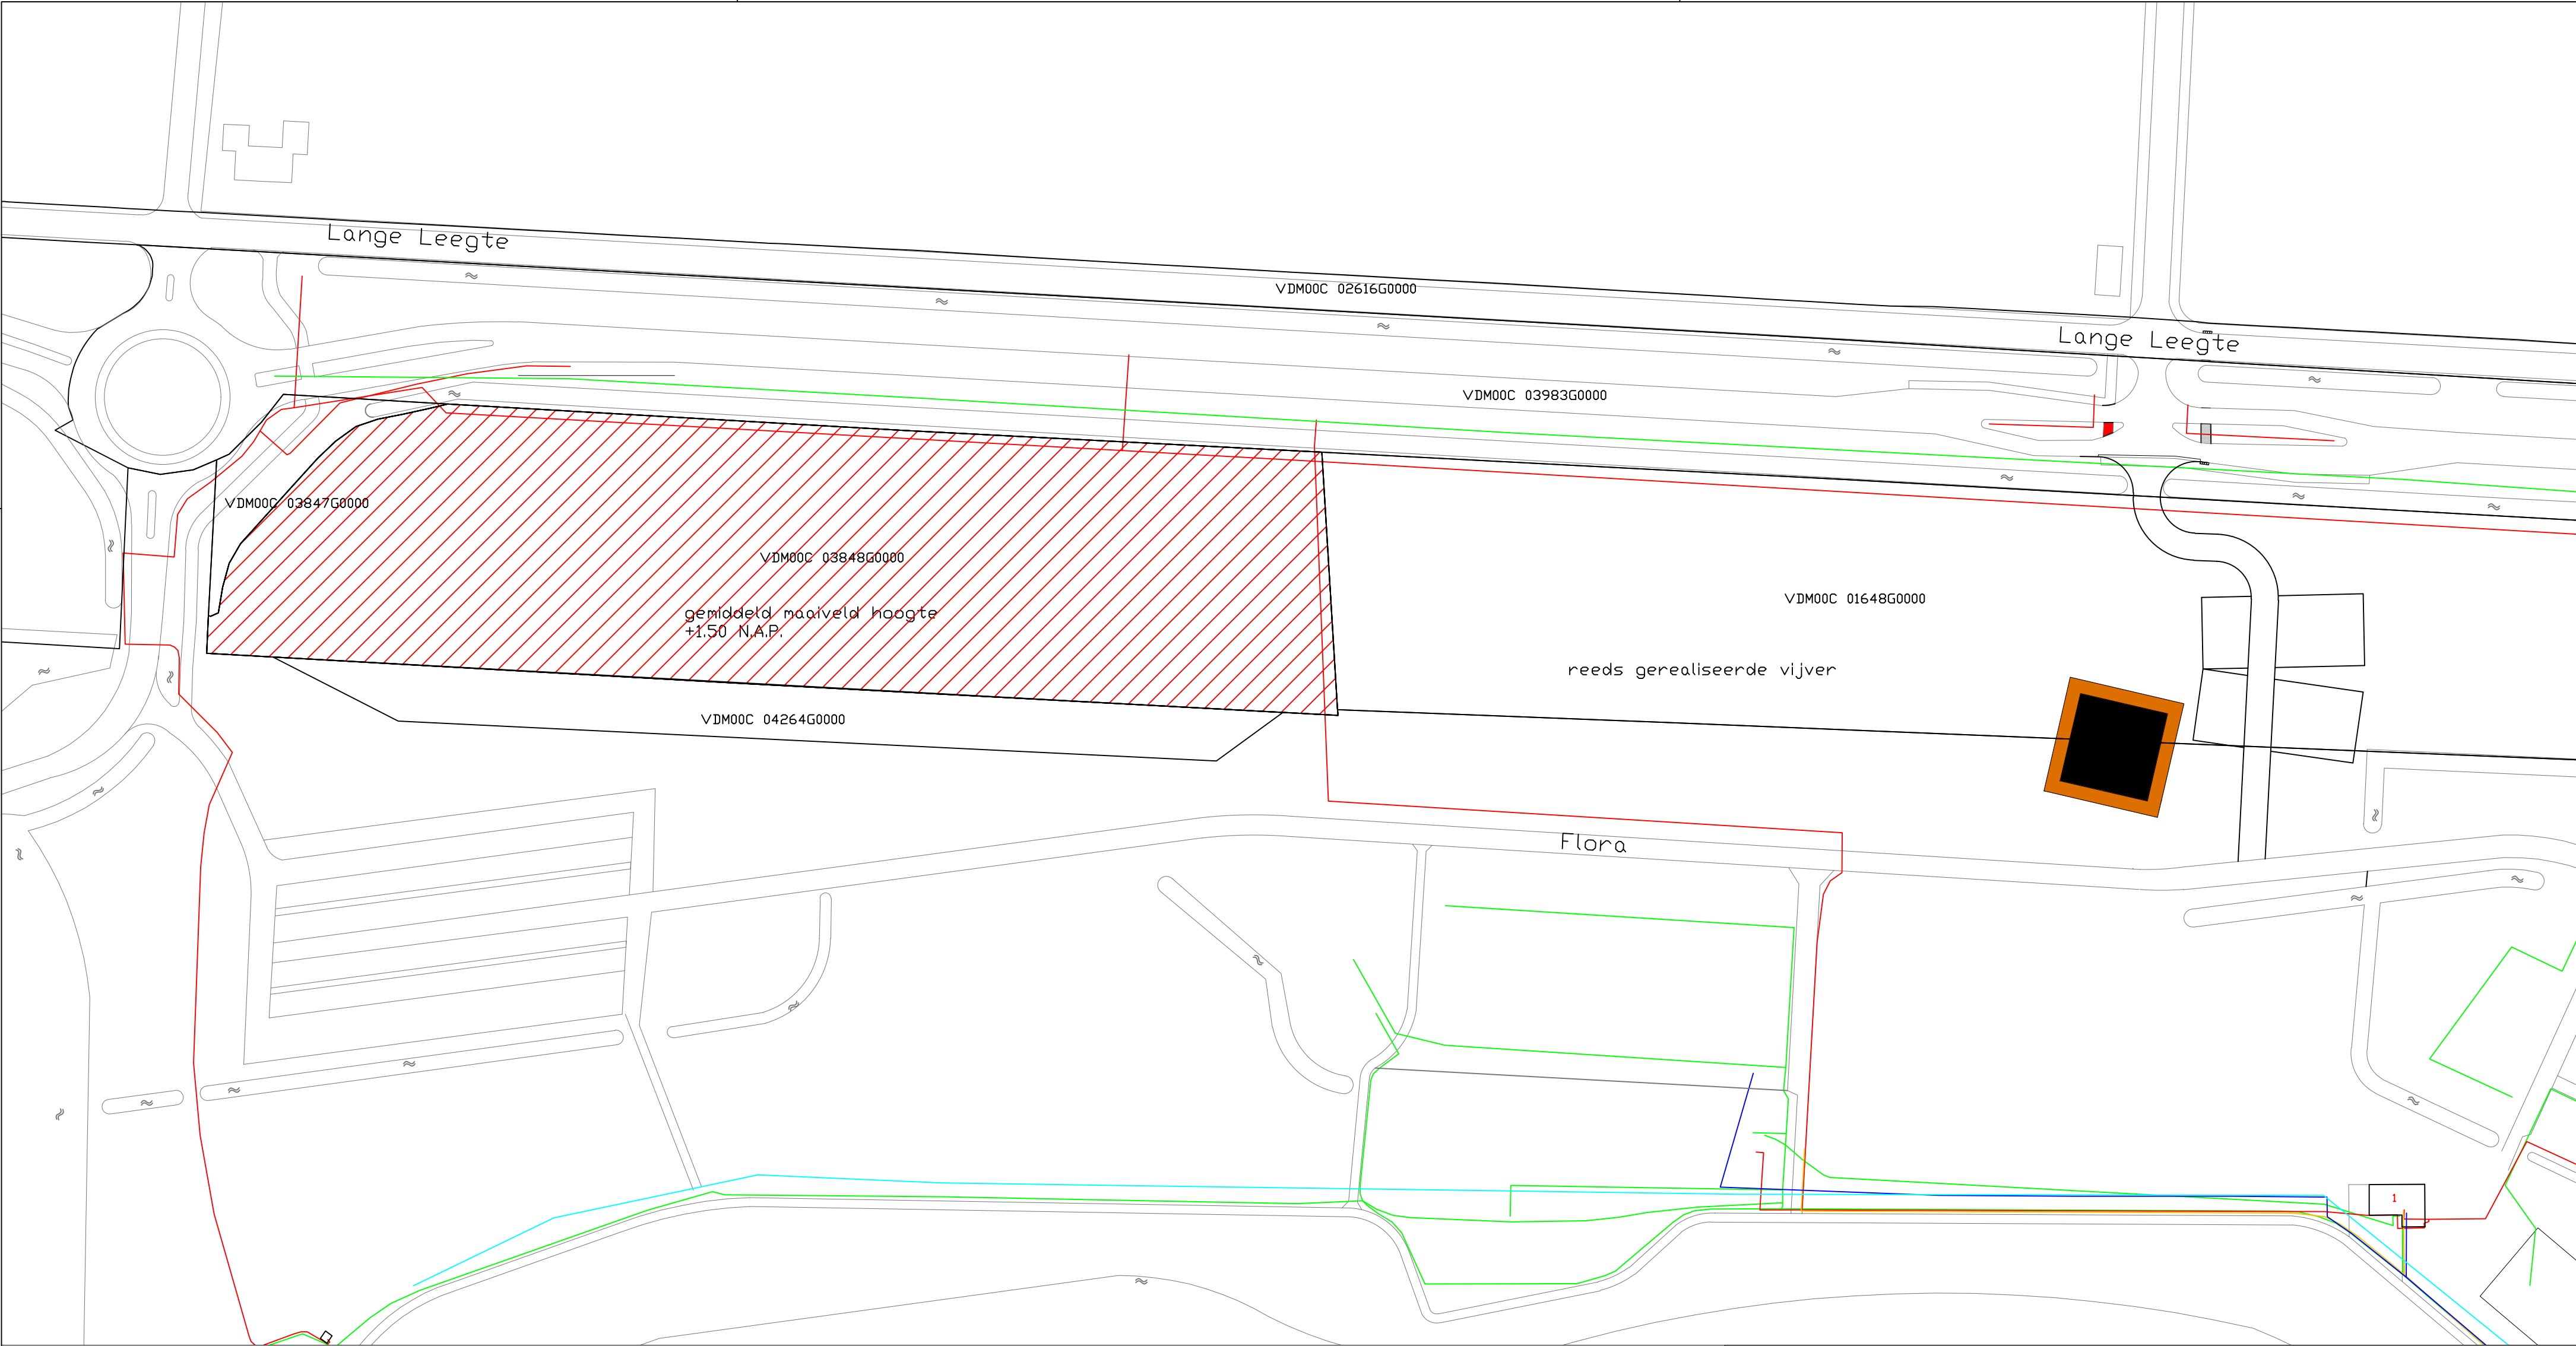 Lange Leegte
VDM00C 02616G0000
Lange Leegte
VDM00C 03983G0000
VDM00C 03847G0000
VDM00C 03848G0000
gemiddeld maaiveld hoogte
+1.50 N.A.P.
VDM00C 01648G0000
reeds gerealiseerde vijver
VDM00C 04264G0000
Flora
1